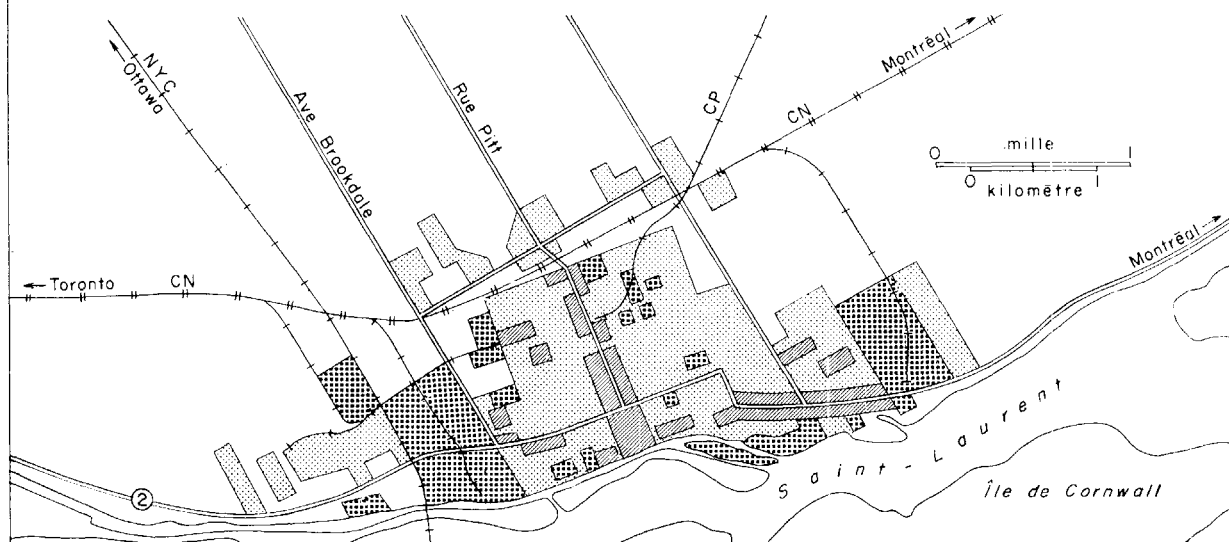 NYC
Ottawa
Ave Brookdale
Rue Pitt
CP
Montréal
CN
0 mille 1
0 kilomètre 1
Toronto CN
Montréal
2
Saint-Laurent
Île de Cornwall